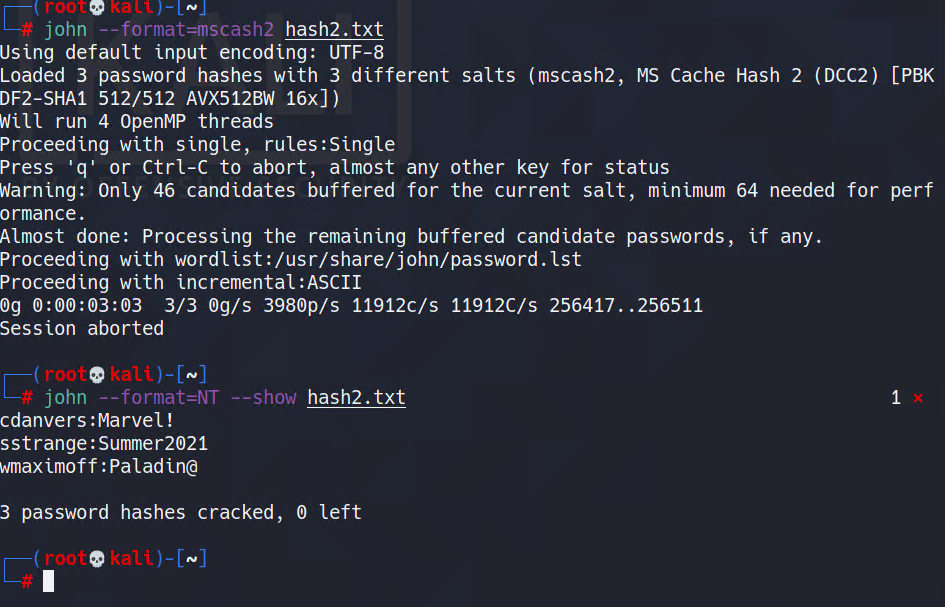 ┌──(root💀kali)-[~]
└─# john --format=mscash2 hash2.txt
Using default input encoding: UTF-8
Loaded 3 password hashes with 3 different salts (mscash2, MS Cache Hash 2 (DCC2) [PBK
DF2-SHA1 512/512 AVX512BW 16x])
Will run 4 OpenMP threads
Proceeding with single, rules:Single
Press 'q' or Ctrl-C to abort, almost any other key for status
Warning: Only 46 candidates buffered for the current salt, minimum 64 needed for perf
ormance.
Almost done: Processing the remaining buffered candidate passwords, if any.
Proceeding with wordlist:/usr/share/john/password.lst
Proceeding with incremental:ASCII
0g 0:00:03:03  3/3 0g/s 3980p/s 11912c/s 11912C/s 256417..256511
Session aborted
┌──(root💀kali)-[~]
└─# john --format=NT --show hash2.txt 1 ⨯
cdanvers:Marvel!
sstrange:Summer2021
wmaximoff:Paladin@
3 password hashes cracked, 0 left
┌──(root💀kali)-[~]
└─#